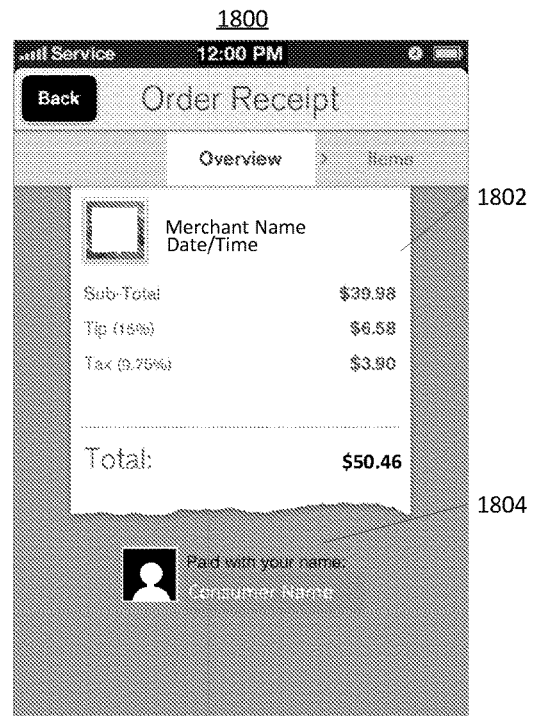 1800
Service 12:00 PM
Back Order Receipt
Overview > Items
1802
Merchant Name
Date/Time
Sub-Total $39.98
Tip (15%) $6.58
Tax (9.75%) $3.90
Total: $50.46
1804
Paid with your name:
Consumer Name